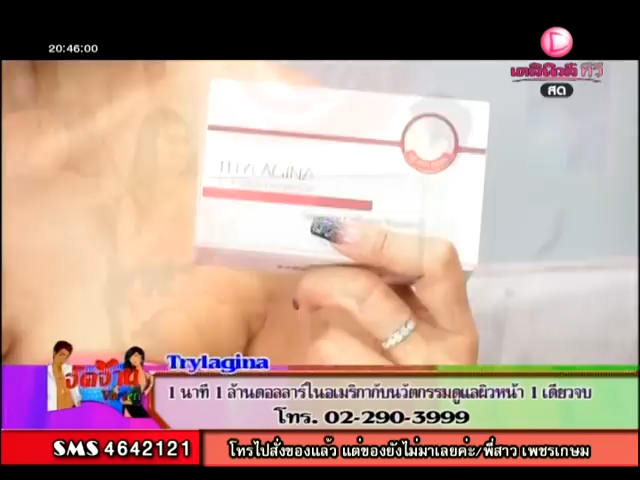 20:46:00
สด
TRYLAGINA
Trylagina
1 นาที 1 ล้านดอลลาร์ในอเมริกากับนวัตกรรมดูแลผิวหน้า 1 เดียวจบ
โทร. 02-290-3999
SMS 4642121
โทรไปสั่งของแล้ว แต่ของยังไม่มาเลยค่ะ/พี่สาว เพชรเกษม